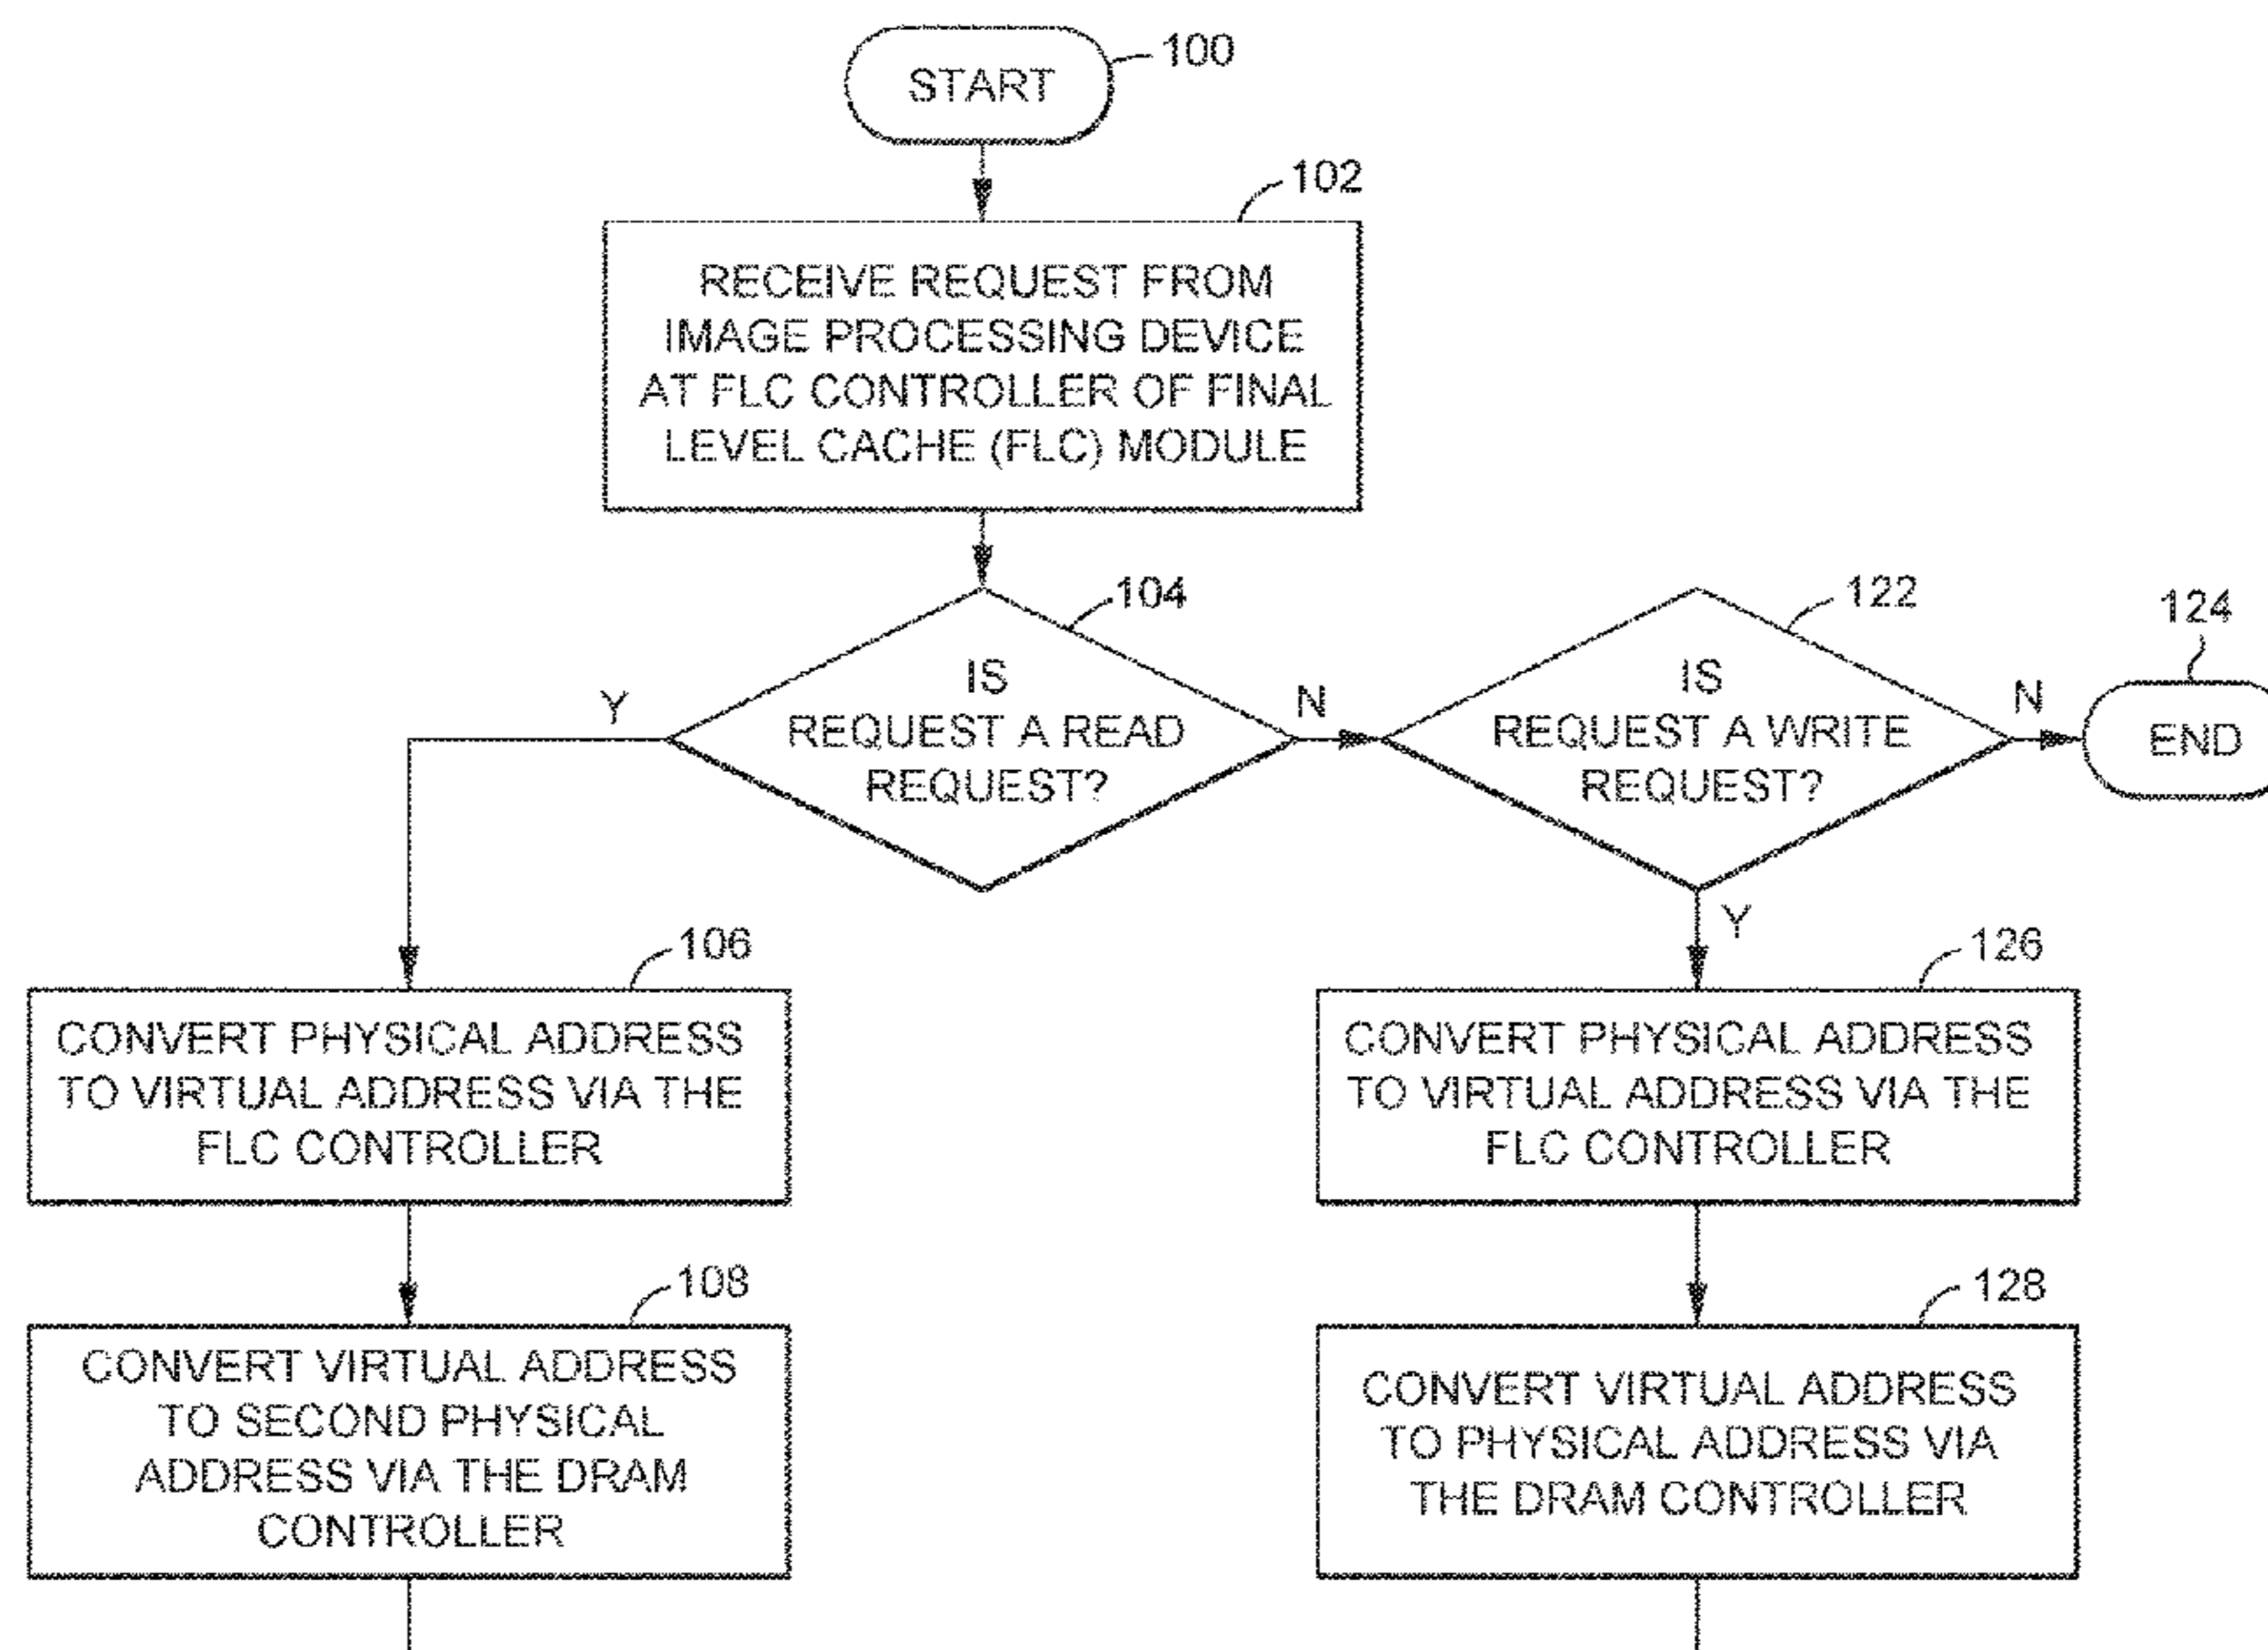 START
100
102
RECEIVE REQUEST FROM
IMAGE PROCESSING DEVICE
AT FLC CONTROLLER OF FINAL
LEVEL CACHE (FLC) MODULE
104
IS
REQUEST A READ
REQUEST?
Y
N
122
IS
REQUEST A WRITE
REQUEST?
N
Y
124
END
106
CONVERT PHYSICAL ADDRESS
TO VIRTUAL ADDRESS VIA THE
FLC CONTROLLER
126
CONVERT PHYSICAL ADDRESS
TO VIRTUAL ADDRESS VIA THE
FLC CONTROLLER
108
CONVERT VIRTUAL ADDRESS
TO SECOND PHYSICAL
ADDRESS VIA THE DRAM
CONTROLLER
128
CONVERT VIRTUAL ADDRESS
TO PHYSICAL ADDRESS VIA
THE DRAM CONTROLLER